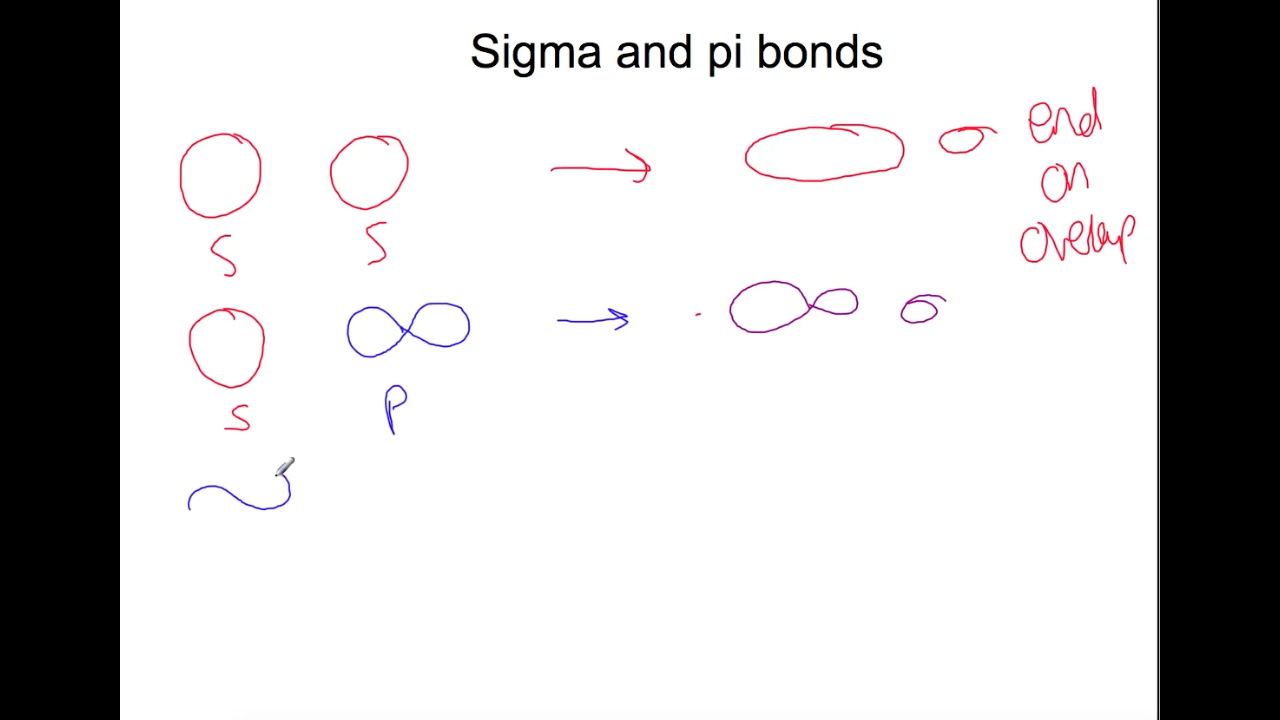 Sigma and pi bonds
σ end
on
overlap
S S
σ
S P